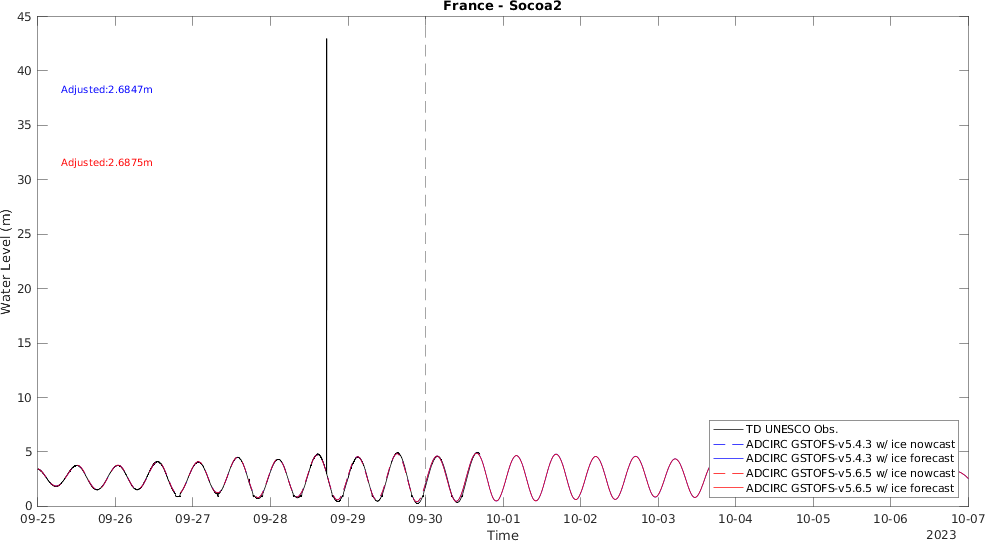 France - Socoa2
45
40
35
30
25
20
15
10
5
0
Water Level (m)
Adjusted:2.6847m
Adjusted:2.6875m
TD UNESCO Obs.
ADCIRC GSTOFS-v5.4.3 w/ ice nowcast
ADCIRC GSTOFS-v5.4.3 w/ ice forecast
ADCIRC GSTOFS-v5.6.5 w/ ice nowcast
ADCIRC GSTOFS-v5.6.5 w/ ice forecast
09-25 09-26 09-27 09-28 09-29 09-30 10-01 10-02 10-03 10-04 10-05 10-06 10-07
Time
2023